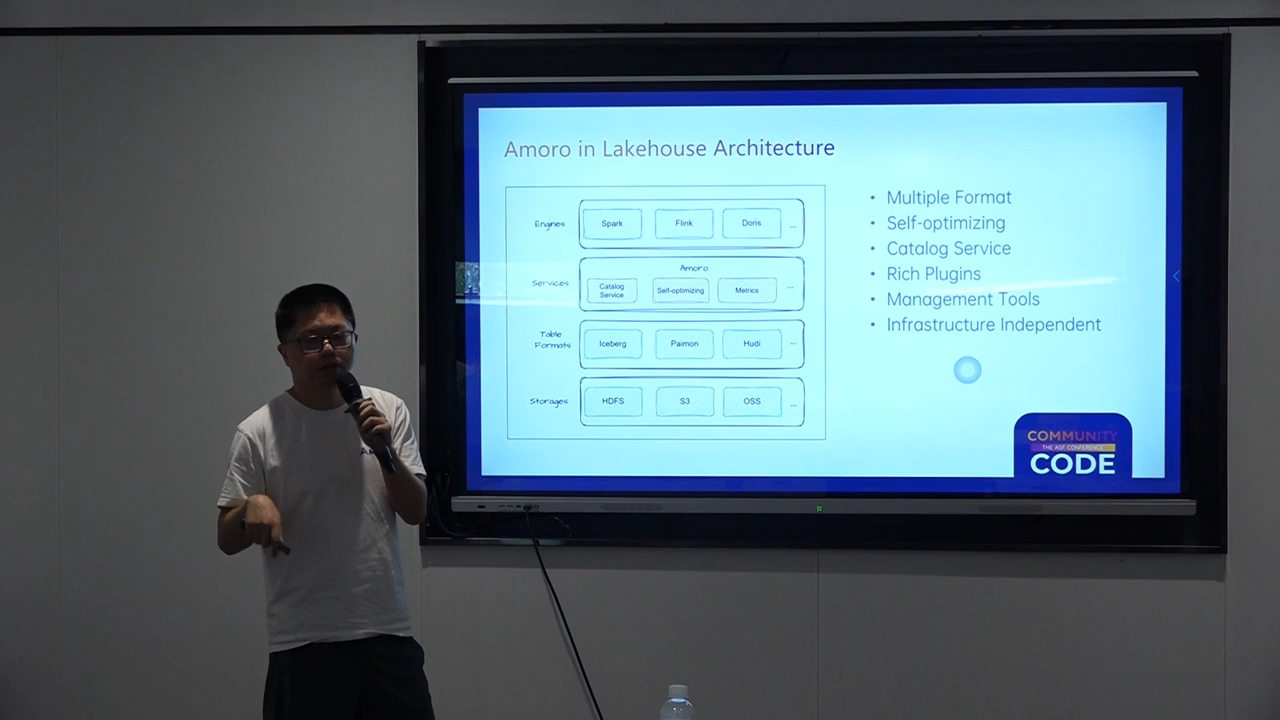 Amoro in Lakehouse Architecture
Engines
Spark
Flink
Doris
...
Services
Amoro
Catalog
Service
Self-optimizing
Metrics
...
Table
Formats
Iceberg
Paimon
Hudi
...
Storages
HDFS
S3
OSS
...
• Multiple Format
• Self-optimizing
• Catalog Service
• Rich Plugins
• Management Tools
• Infrastructure Independent
COMMUNITY
THE ASF CONFERENCE
CODE